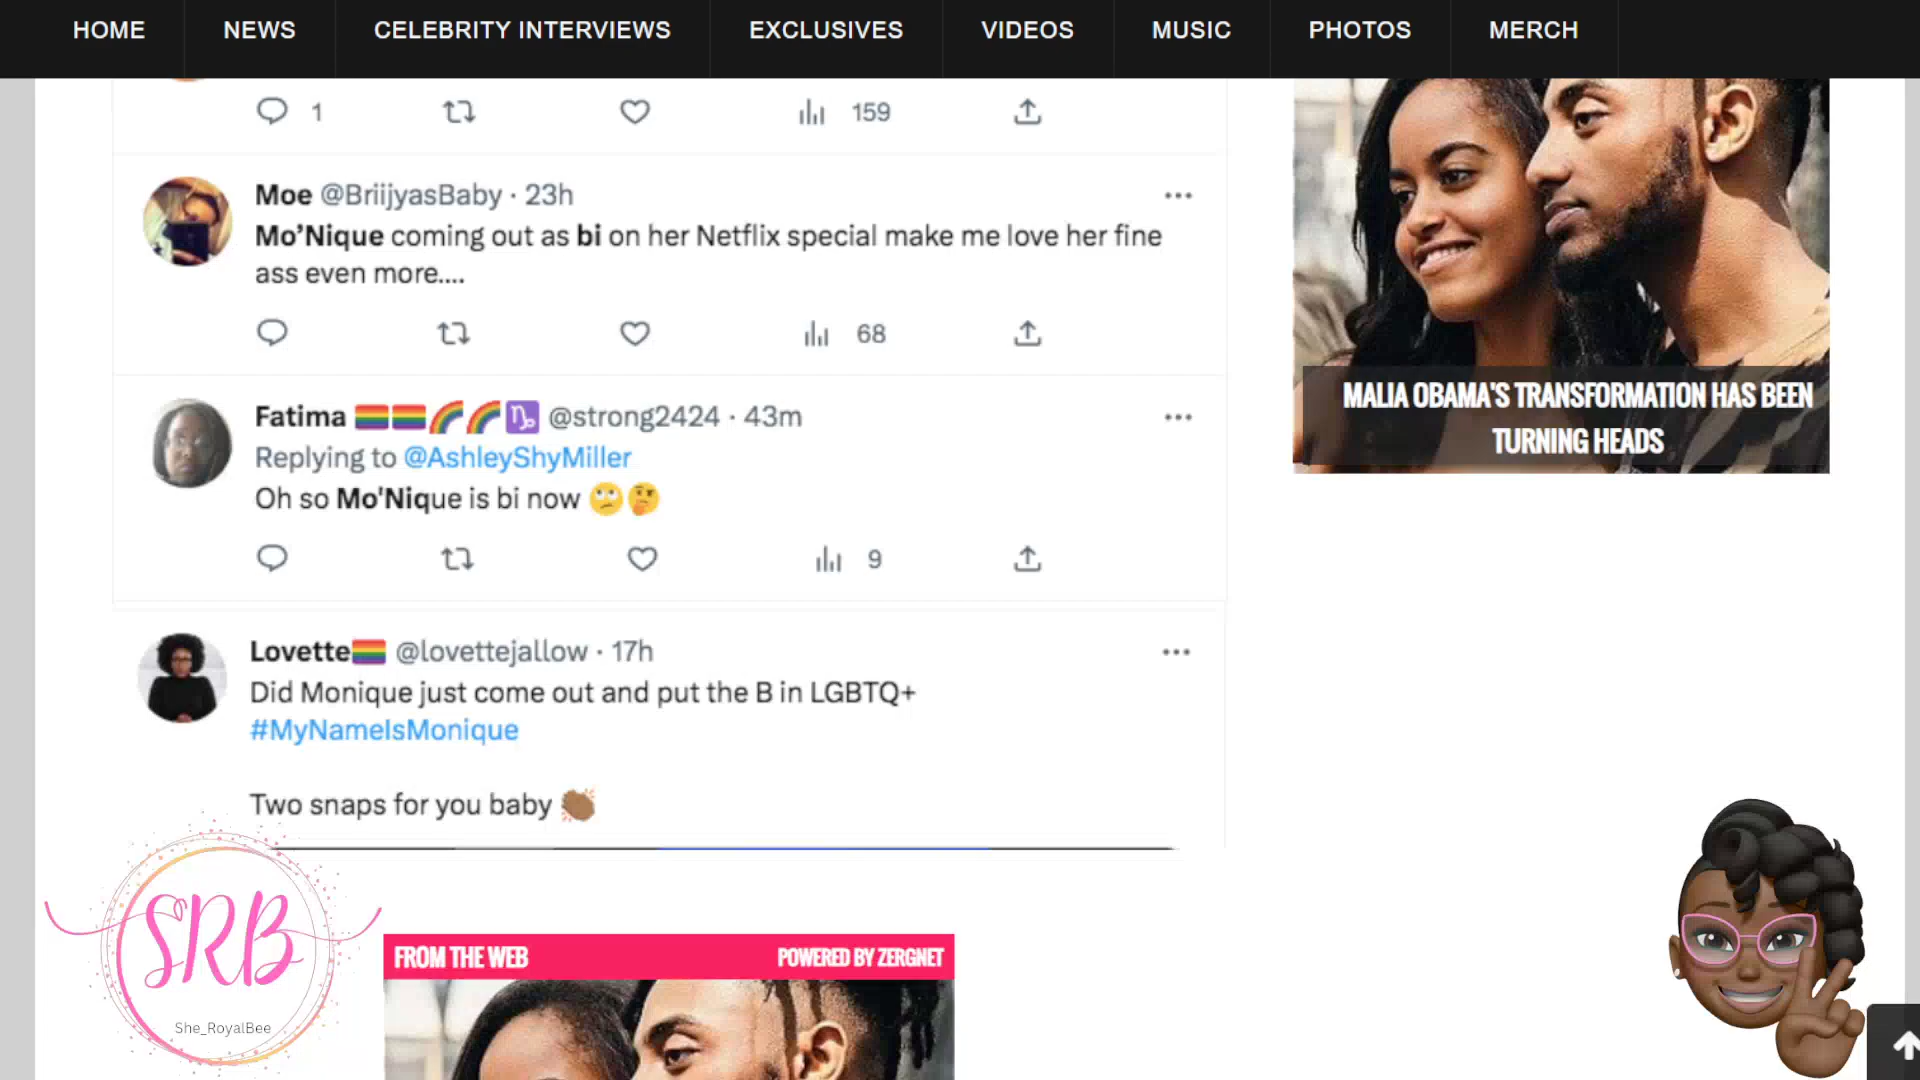 HOME NEWS CELEBRITY INTERVIEWS EXCLUSIVES VIDEOS MUSIC PHOTOS MERCH
1 159
Moe @BriijyasBaby · 23h
Mo’Nique coming out as bi on her Netflix special make me love her fine
ass even more....
68
Fatima 🏳️‍🌈🏳️‍🌈🌈🌈♑ @strong2424 · 43m
Replying to @AshleyShyMiller
Oh so Mo'Nique is bi now 🙄🤔
9
Lovette🏳️‍🌈 @lovettejallow · 17h
Did Monique just come out and put the B in LGBTQ+
#MyNameIsMonique
Two snaps for you baby 👏🏾
MALIA OBAMA'S TRANSFORMATION HAS BEEN
TURNING HEADS
SRB
She_RoyalBee
FROM THE WEB POWERED BY ZERGNET